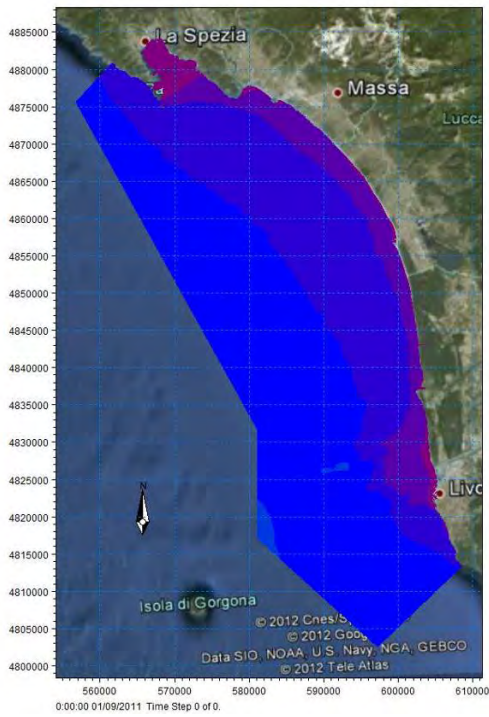 4885000
La Spezia
4880000
Massa
za
4875000
Lucca
4870000
4865000
4860000
4855000
4850000
4845000
4840000
4835000
4830000
4825000
Livo
N
4820000
4815000
4810000
Isola di Gorgona
© 2012 Cnes/S
4805000
© 2012 Goog
Data SIO, NOAA, U.S. Navy, NGA, GEBCO
4800000
© 2012 Tele Atlas
560000 570000 580000 590000 600000 610000
0:00:00 01/09/2011 Time Step 0 of 0.